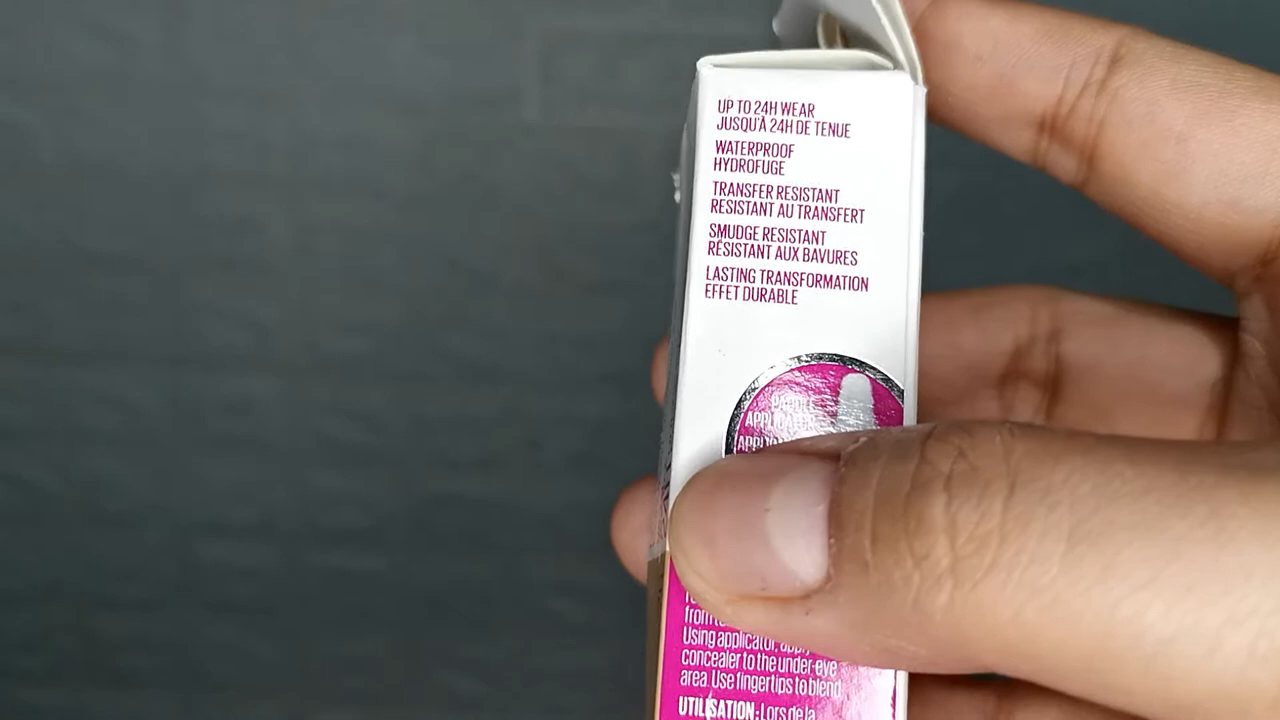 UP TO 24H WEAR
JUSQU'À 24H DE TENUE
WATERPROOF
HYDROFUGE
TRANSFER RESISTANT
RESISTANT AU TRANSFERT
SMUDGE RESISTANT
RÉSISTANT AUX BAVURES
LASTING TRANSFORMATION
EFFET DURABLE
PADDLE
APPLICATOR
Using applicator, apply
concealer to the under-eye
area. Use fingertips to blend
UTILISATION: Lors de la